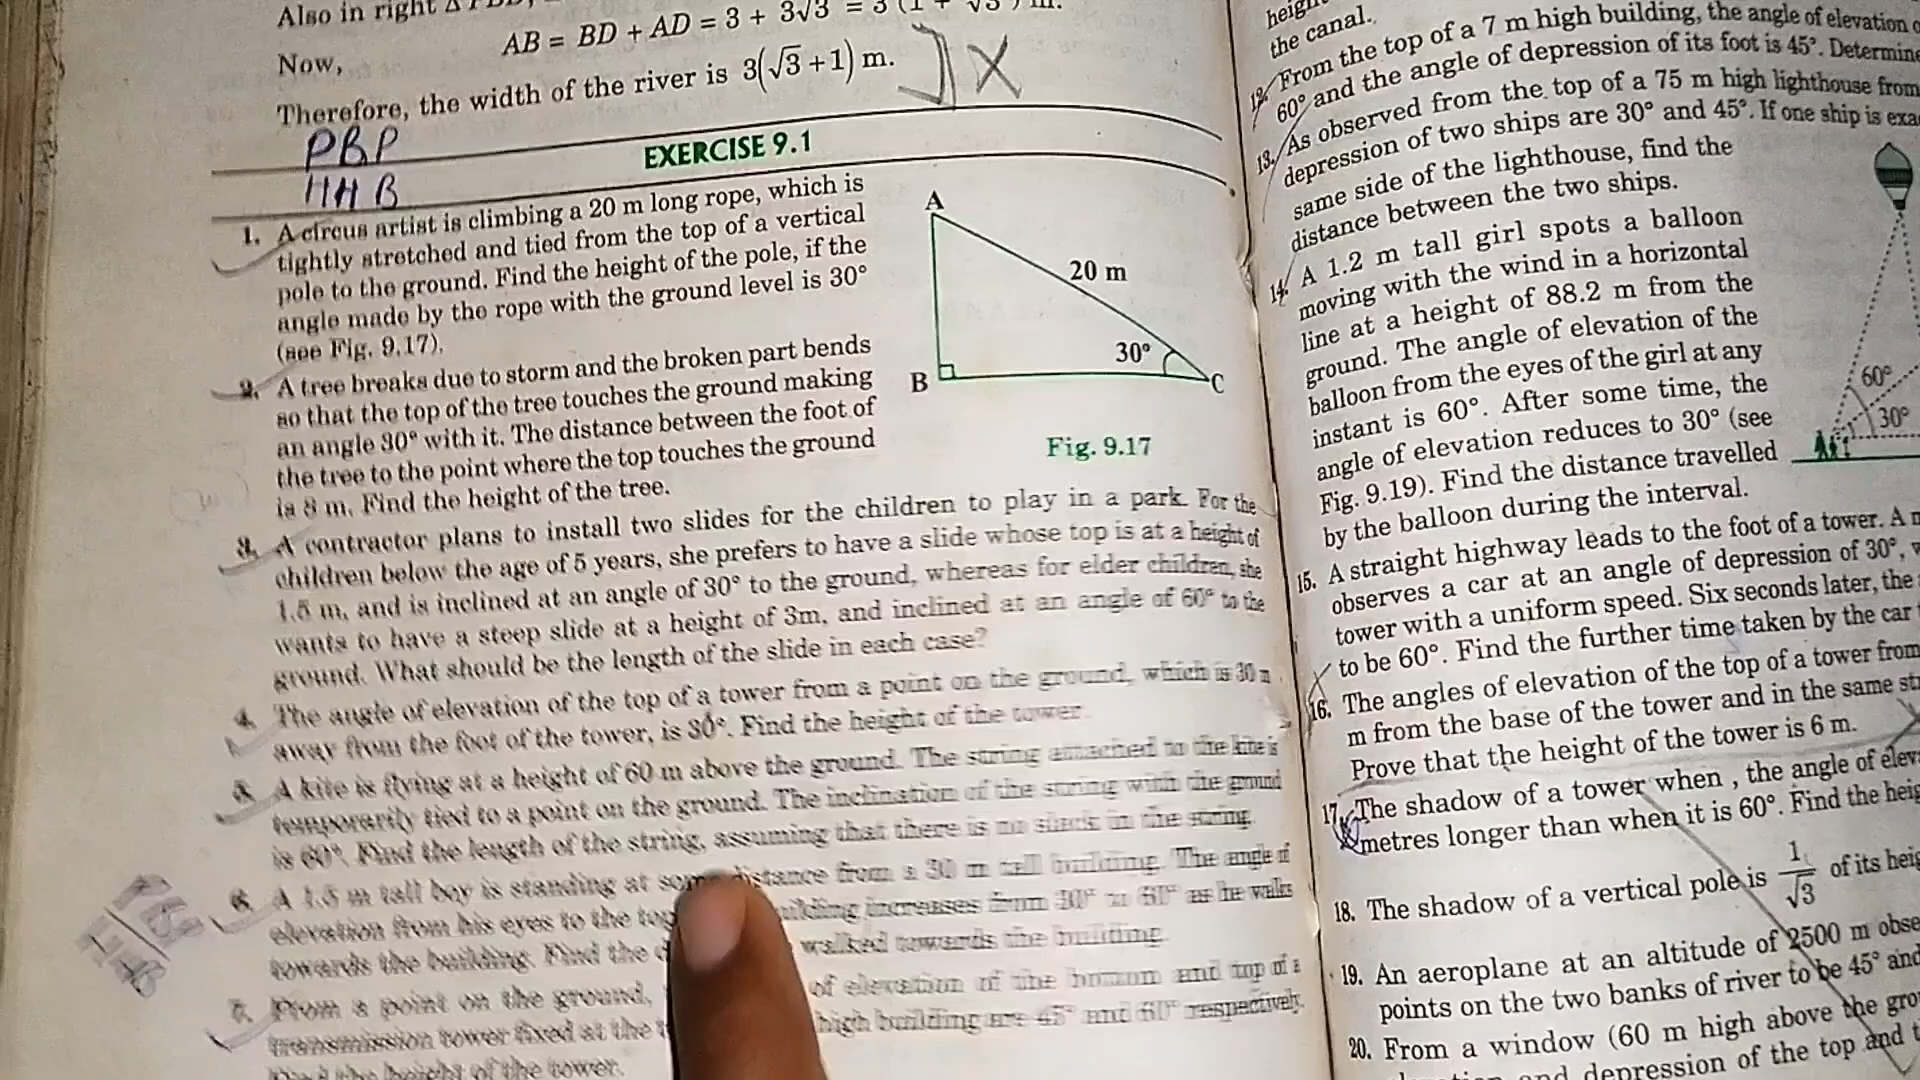 Also in right Δ
Now,
AB = BD + AD = 3 + 3√3 = 3 (1 + √3) m.
Therefore, the width of the river is 3(√3 + 1) m.
X
PBP
HHB
EXERCISE 9.1
1. A circus artist is climbing a 20 m long rope, which is
tightly stretched and tied from the top of a vertical
pole to the ground. Find the height of the pole, if the
angle made by the rope with the ground level is 30°
(see Fig. 9.17).
A
20 m
30°
B
C
Fig. 9.17
2. A tree breaks due to storm and the broken part bends
so that the top of the tree touches the ground making
an angle 30° with it. The distance between the foot of
the tree to the point where the top touches the ground
is 8 m. Find the height of the tree.
3. A contractor plans to install two slides for the children to play in a park. For the
children below the age of 5 years, she prefers to have a slide whose top is at a height of
1.5 m, and is inclined at an angle of 30° to the ground, whereas for elder children, she
wants to have a steep slide at a height of 3m, and inclined at an angle of 60° to the
ground. What should be the length of the slide in each case?
4. The angle of elevation of the top of a tower from a point on the ground, which is 30 m
away from the foot of the tower, is 30°. Find the height of the tower.
5. A kite is flying at a height of 60 m above the ground. The string attached to the kite is
temporarily tied to a point on the ground. The inclination of the string with the ground
is 60°. Find the length of the string, assuming that there is no slack in the string.
6. A 1.5 m tall boy is standing at some distance from a 30 m tall building. The angle of
elevation from his eyes to the top building increases from 30° to 60° as he walks
towards the building. Find the walked towards the building.
7. From a point on the ground, of elevation of the bottom and top of a
transmission tower fixed at the high building are 45° and 60° respectively.
the height of the tower.
the canal.
12. From the top of a 7 m high building, the angle of elevation
60° and the angle of depression of its foot is 45°. Determine
13. As observed from the top of a 75 m high lighthouse from
depression of two ships are 30° and 45°. If one ship is
same side of the lighthouse, find the
distance between the two ships.
14. A 1.2 m tall girl spots a balloon
moving with the wind in a horizontal
line at a height of 88.2 m from the
ground. The angle of elevation of the
balloon from the eyes of the girl at any
instant is 60°. After some time, the
angle of elevation reduces to 30° (see
Fig. 9.19). Find the distance travelled
by the balloon during the interval.
60°
30°
15. A straight highway leads to the foot of a tower. A
observes a car at an angle of depression of 30°,
tower with a uniform speed. Six seconds later, the
to be 60°. Find the further time taken by the car
16. The angles of elevation of the top of a tower from
m from the base of the tower and in the same
Prove that the height of the tower is 6 m.
17. The shadow of a tower when , the angle of
metres longer than when it is 60°. Find the
18. The shadow of a vertical pole is 1/√3 of its
19. An aeroplane at an altitude of 2500 m
points on the two banks of river to be 45° and
20. From a window (60 m high above the
and depression of the top and